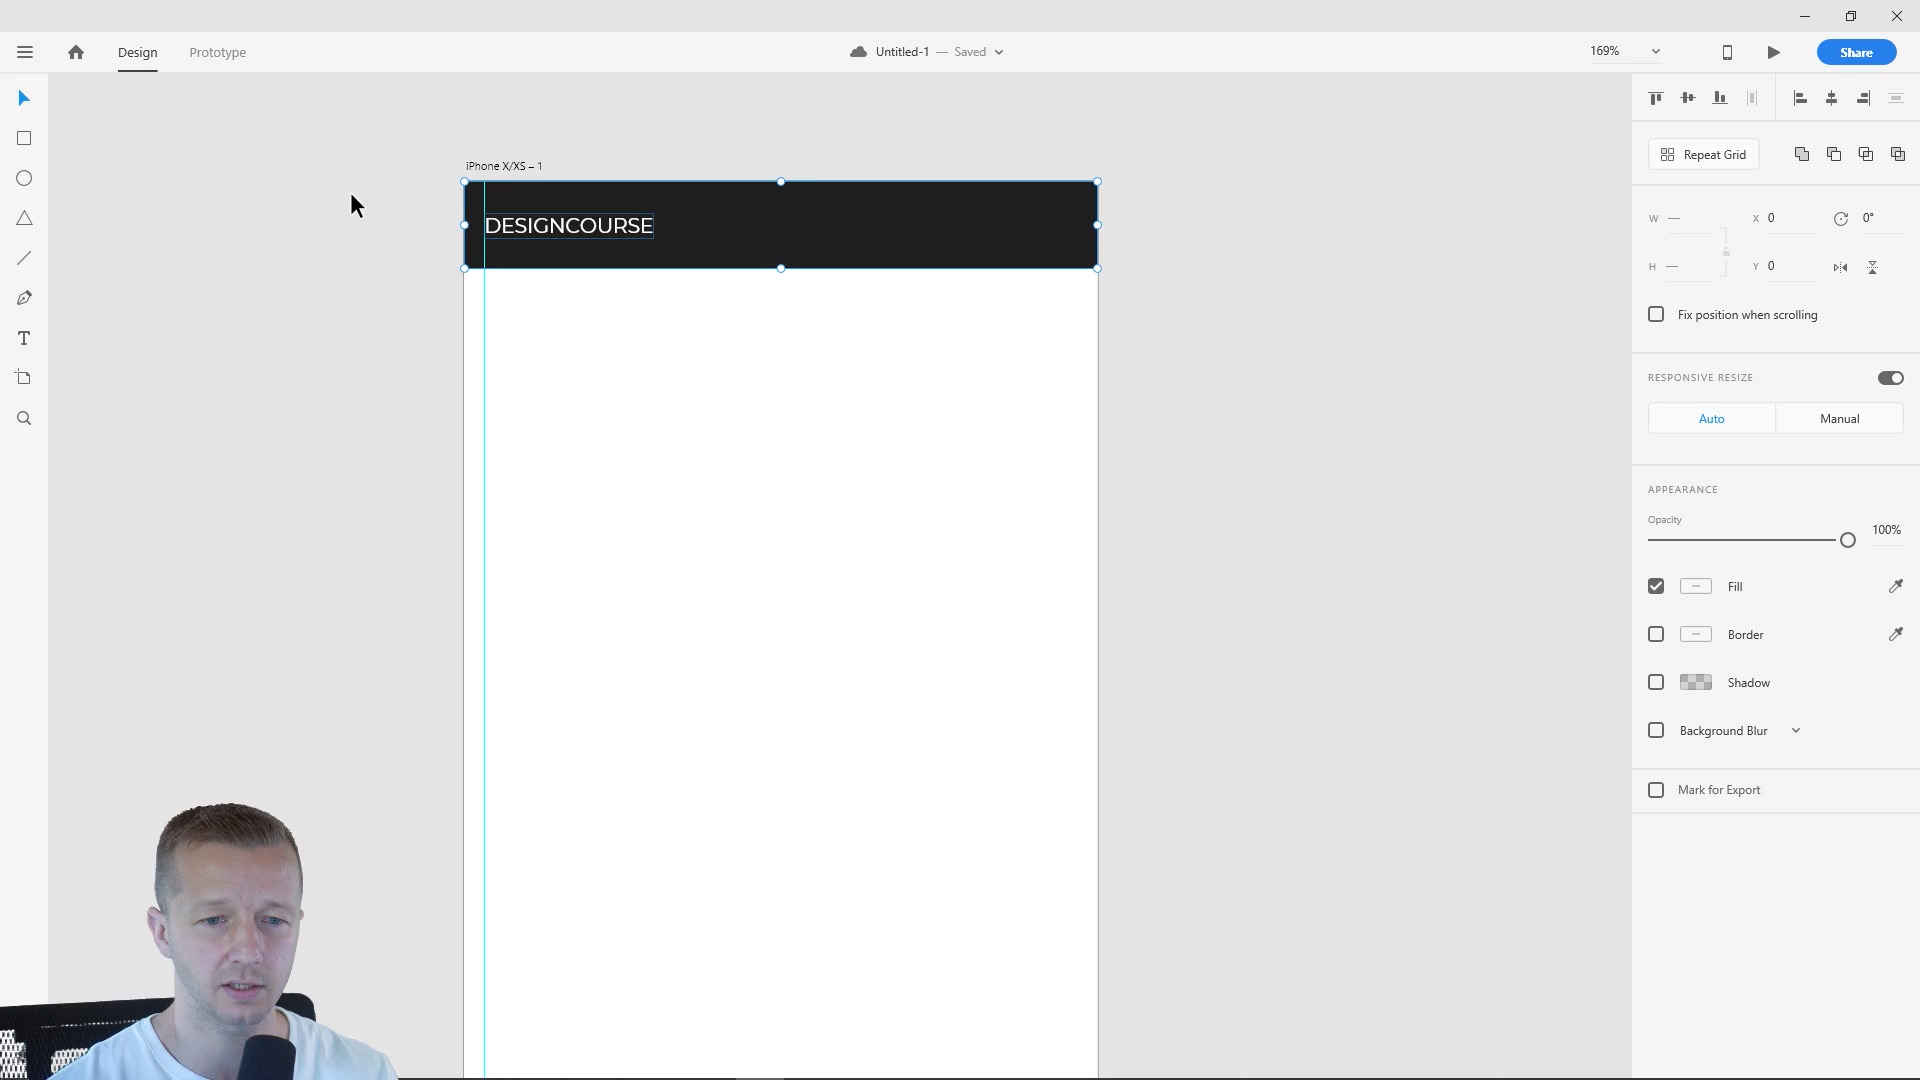 Design
Prototype
Untitled-1 — Saved
169%
Share
iPhone X/XS – 1
DESIGNCOURSE
Repeat Grid
W —
X 0
0°
H —
Y 0
Fix position when scrolling
RESPONSIVE RESIZE
Auto
Manual
APPEARANCE
Opacity
100%
Fill
Border
Shadow
Background Blur
Mark for Export